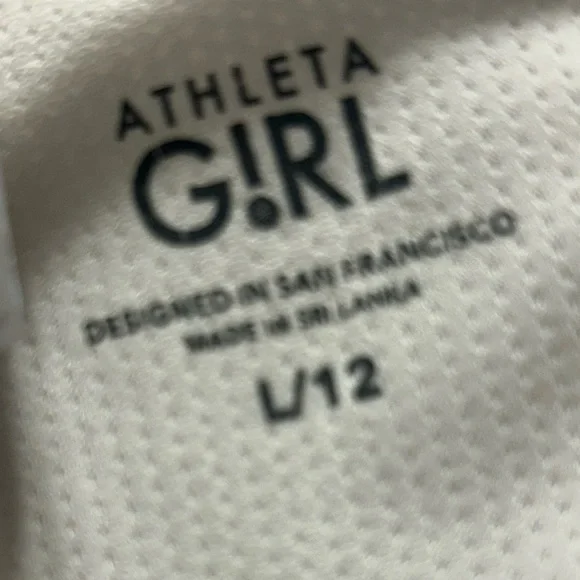 ATHLETA
G!RL
DESIGNED IN SAN FRANCISCO
MADE IN SRI LANKA
L/12